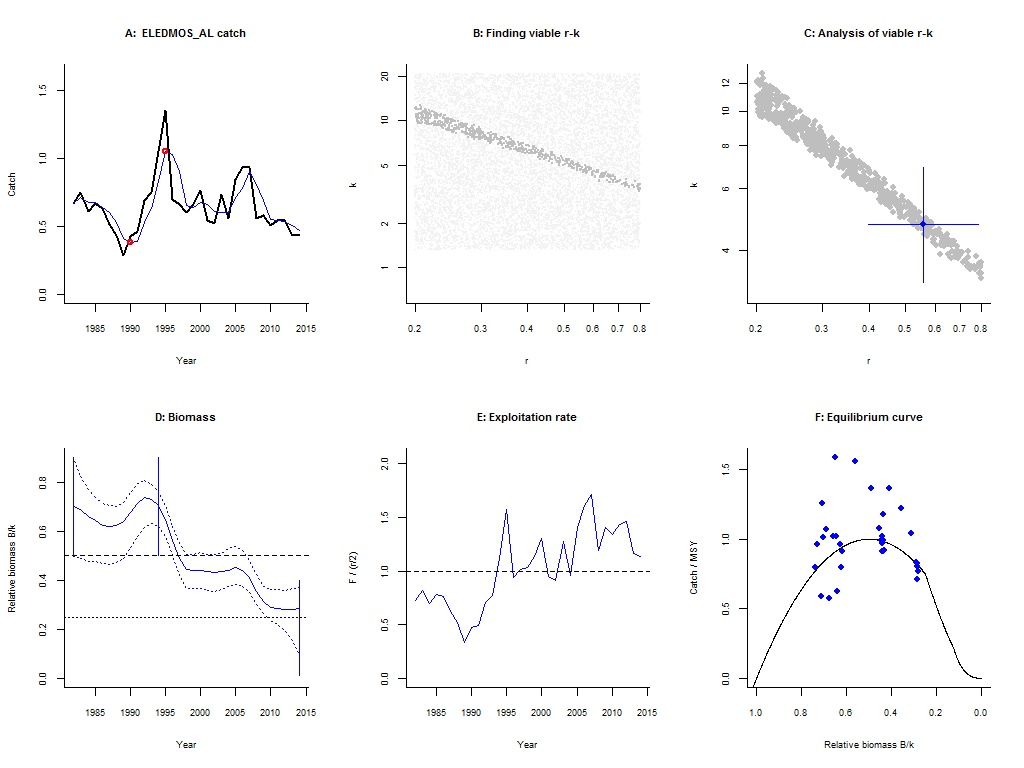 A: ELEDMOS_AL catch
Catch
1.5
1.0
0.5
0.0
1985 1990 1995 2000 2005 2010 2015
Year
B: Finding viable r-k
k
20
10
5
2
1
0.2 0.3 0.4 0.5 0.6 0.7 0.8
r
C: Analysis of viable r-k
k
12
10
8
6
4
0.2 0.3 0.4 0.5 0.6 0.7 0.8
r
D: Biomass
Relative biomass B/k
0.8
0.6
0.4
0.2
0.0
1985 1990 1995 2000 2005 2010 2015
Year
E: Exploitation rate
F / (r/2)
2.0
1.5
1.0
0.5
0.0
1985 1990 1995 2000 2005 2010 2015
Year
F: Equilibrium curve
Catch / MSY
1.5
1.0
0.5
0.0
1.0 0.8 0.6 0.4 0.2 0.0
Relative biomass B/k